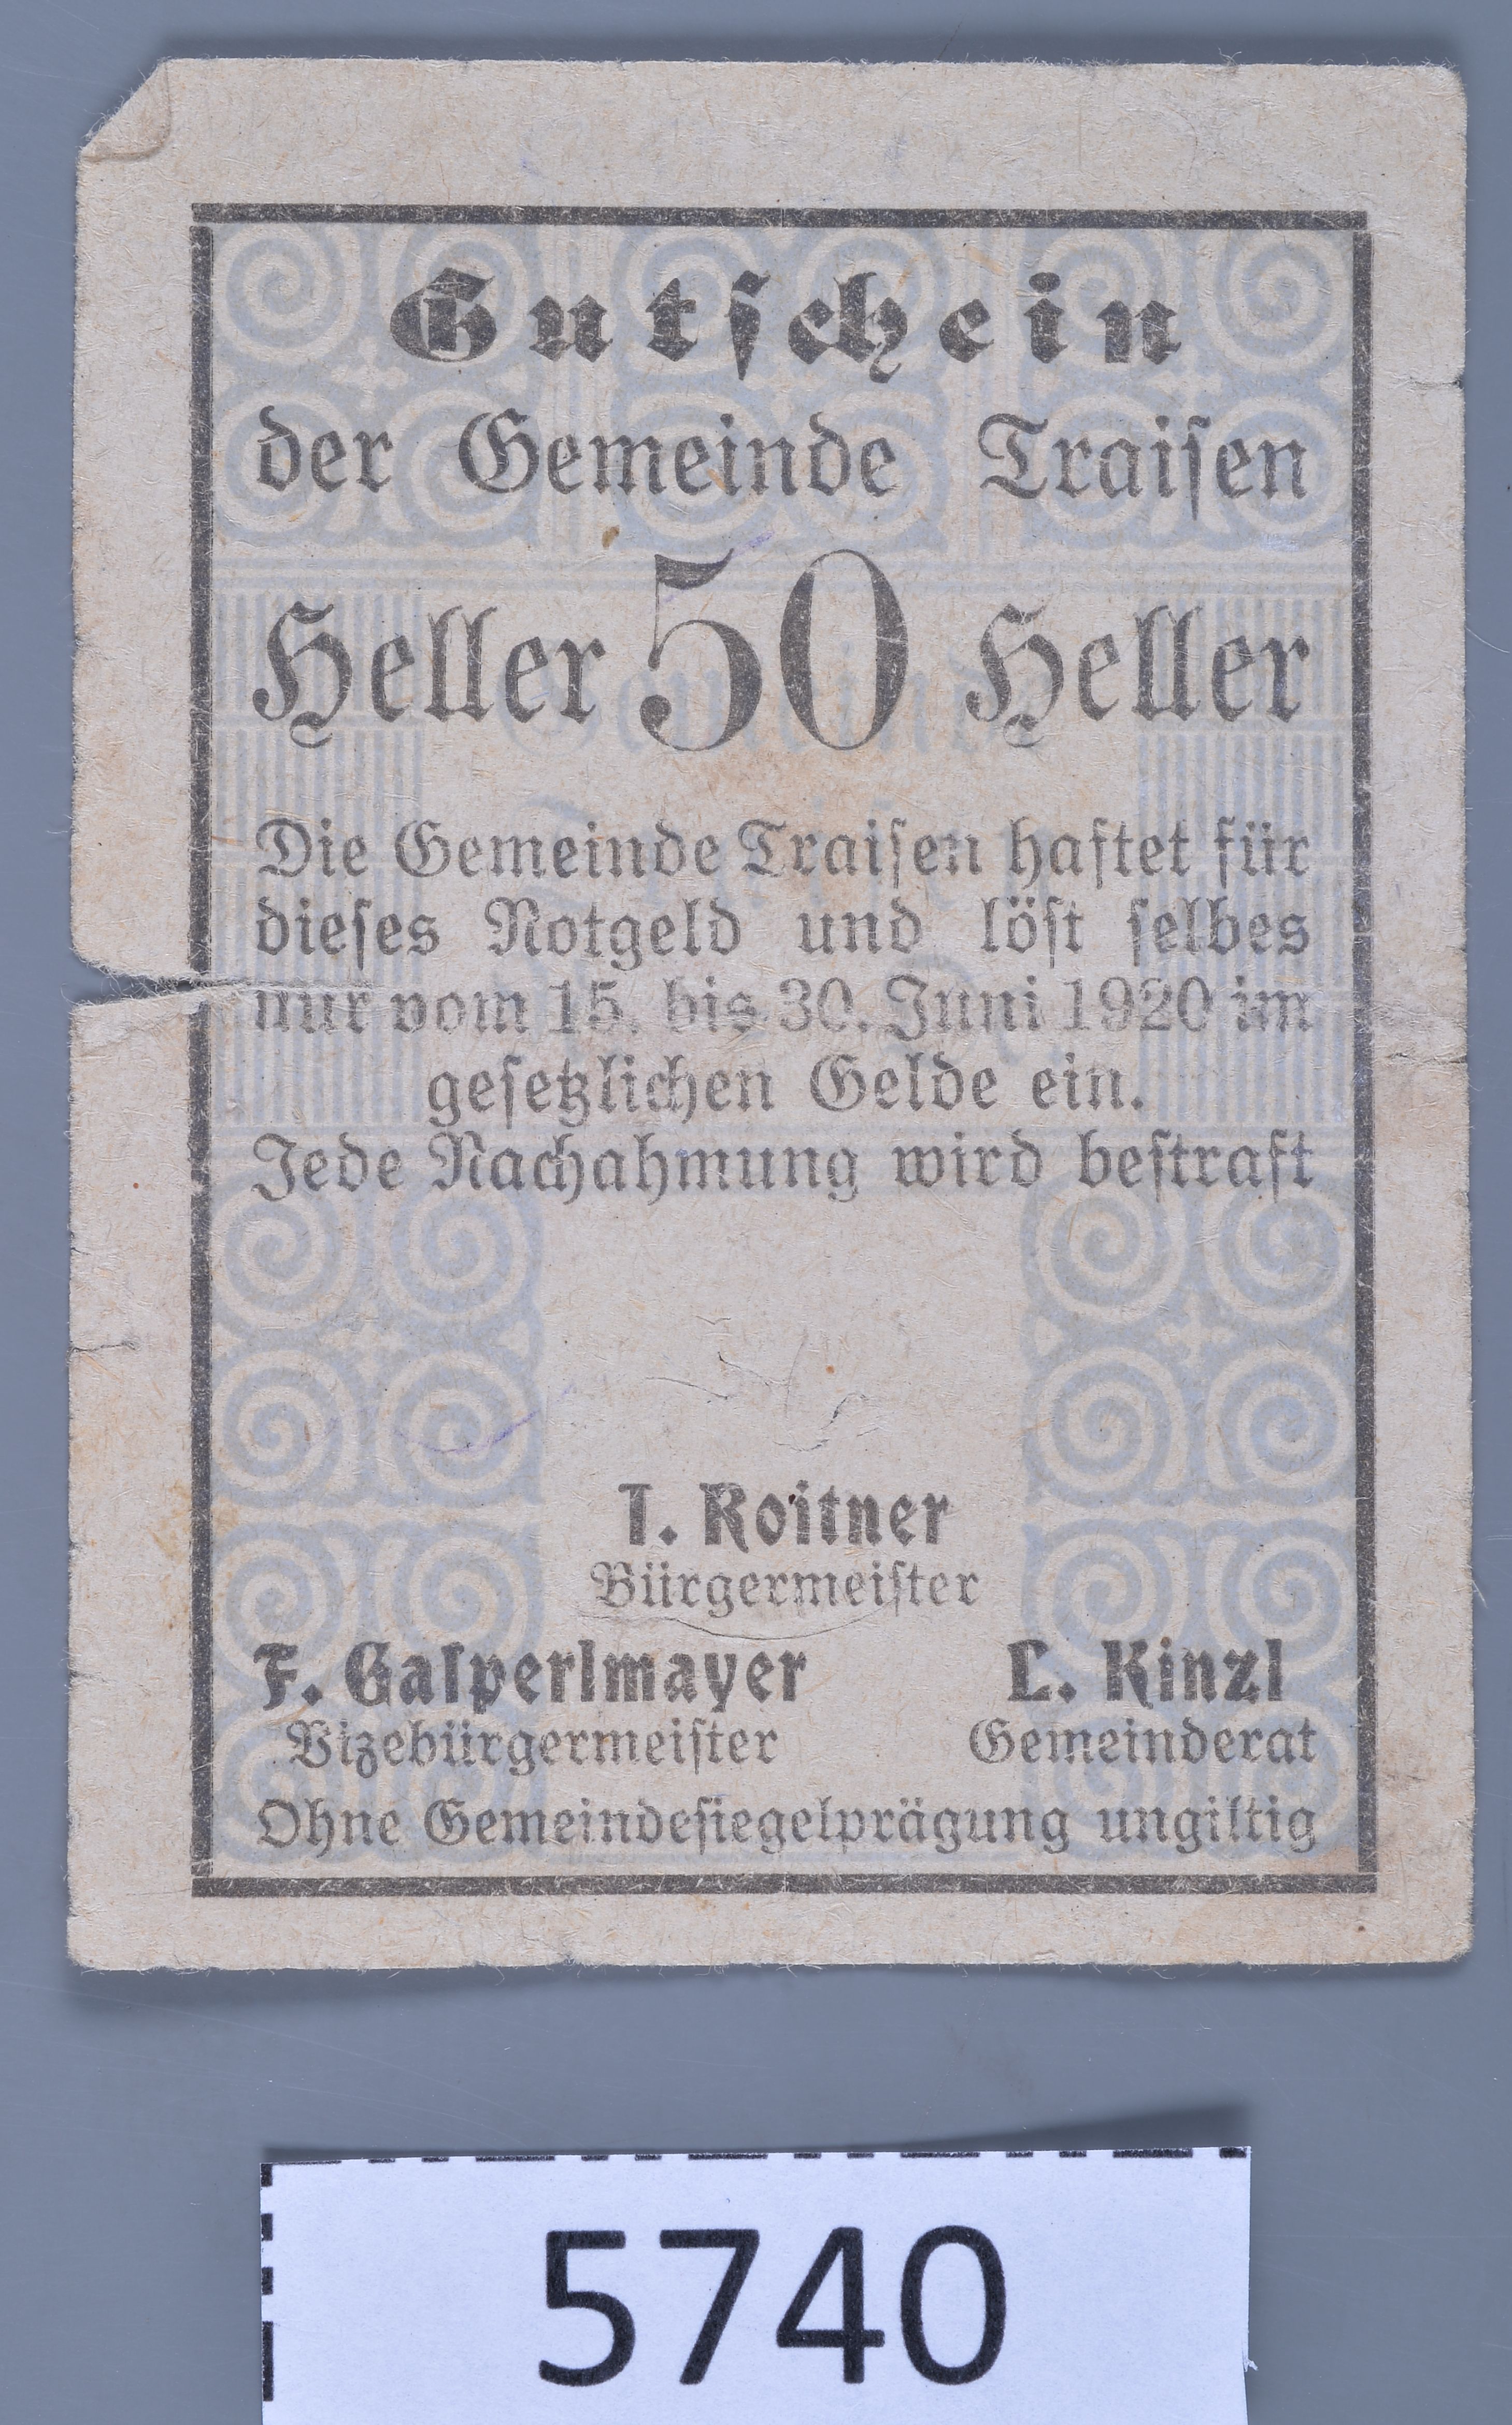 Gutschein
der Gemeinde Traisen
Heller 50 Heller
Die Gemeinde Traisen haftet für
dieses Notgeld und löst selbes
nur vom 15. bis 30. Juni 1920 im
gesetzlichen Gelde ein.
Jede Nachahmung wird bestraft
T. Roitner
Bürgermeister
F. Gasperlmayer L. Kinzl
Vizebürgermeister Gemeinderat
Ohne Gemeindesiegelprägung ungiltig
5740